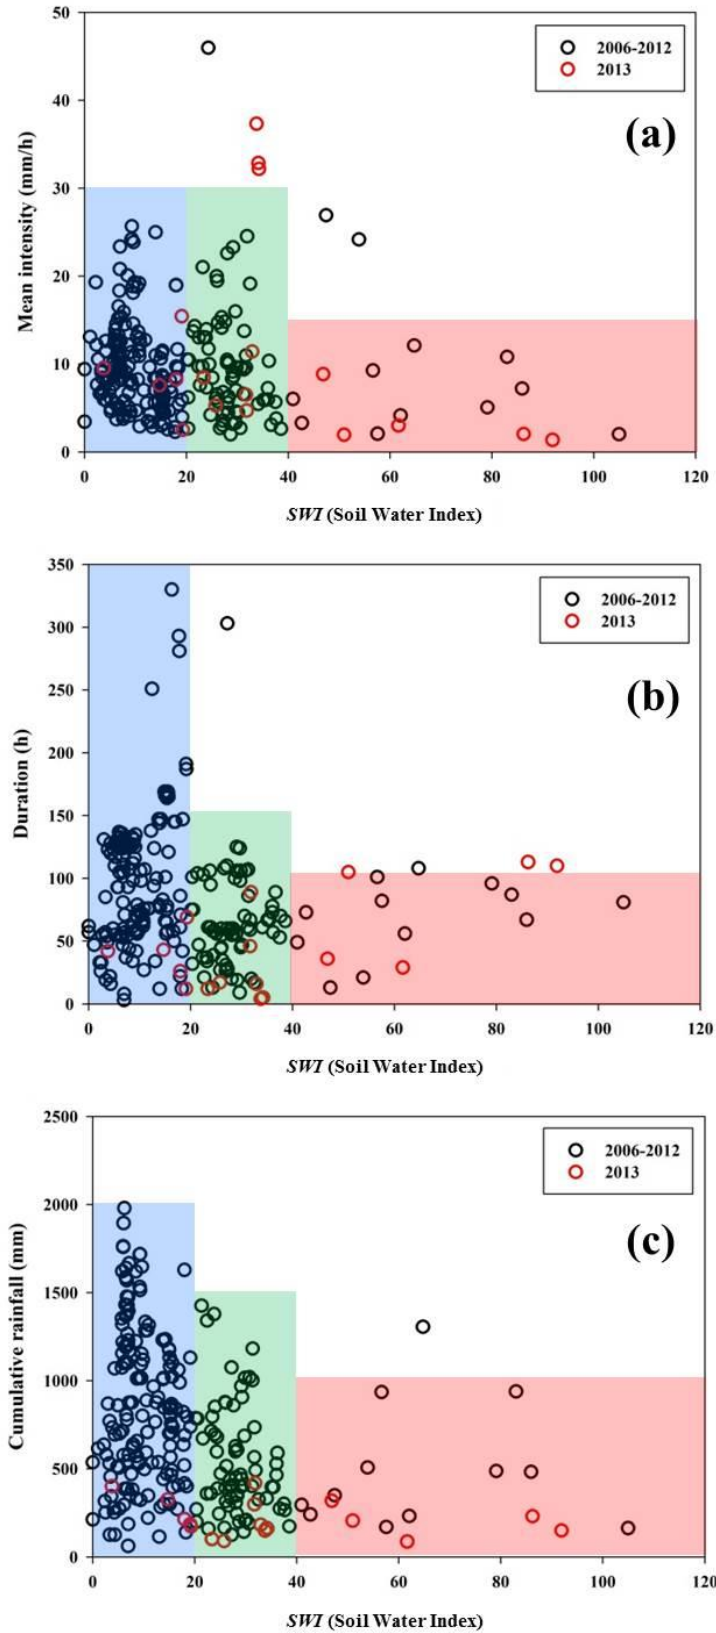 50
2006-2012
2013
40
(a)
Mean intensity (mm/h)
30
20
10
0
0 20 40 60 80 100 120
SWI (Soil Water Index)
350
2006-2012
2013
300
250
(b)
Duration (h)
200
150
100
50
0
0 20 40 60 80 100 120
SWI (Soil Water Index)
2500
2006-2012
2013
2000
(c)
Cumulative rainfall (mm)
1500
1000
500
0
0 20 40 60 80 100 120
SWI (Soil Water Index)